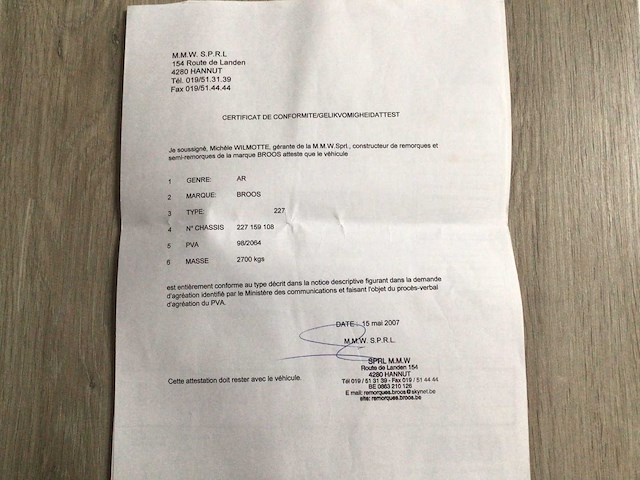 M.M.W. S.P.R.L
154 Route de Landen
4280 HANNUT
Tél. 019/51.31.39
Fax 019/51.44.44
CERTIFICAT DE CONFORMITE/GELIKVOMIGHEIDATTEST
Je soussigné, Michèle WILMOTTE, gérante de la M.M.W.Sprl., constructeur de remorques et
semi-remorques de la marque BROOS atteste que le véhicule
1 GENRE: AR
2 MARQUE: BROOS
3 TYPE: 227
4 N° CHASSIS 227 159 108
5 PVA 98/2064
6 MASSE 2700 kgs
est entièrement conforme au type décrit dans la notice descriptive figurant dans la demande
d'agréation identifié par le Ministère des communications et faisant l'objet du procès-verbal
d'agréation du PVA.
DATE : 15 mai 2007
M.M.W. S.P.R.L.
SPRL M.M.W
Route de Landen 154
4280 HANNUT
Tél 019 / 51 31 39 - Fax 019 / 51 44 44
BE 0863 210 126
E mail: remorques.broos@skynet.be
site: remorques.broos.be
Cette attestation doit rester avec le véhicule.